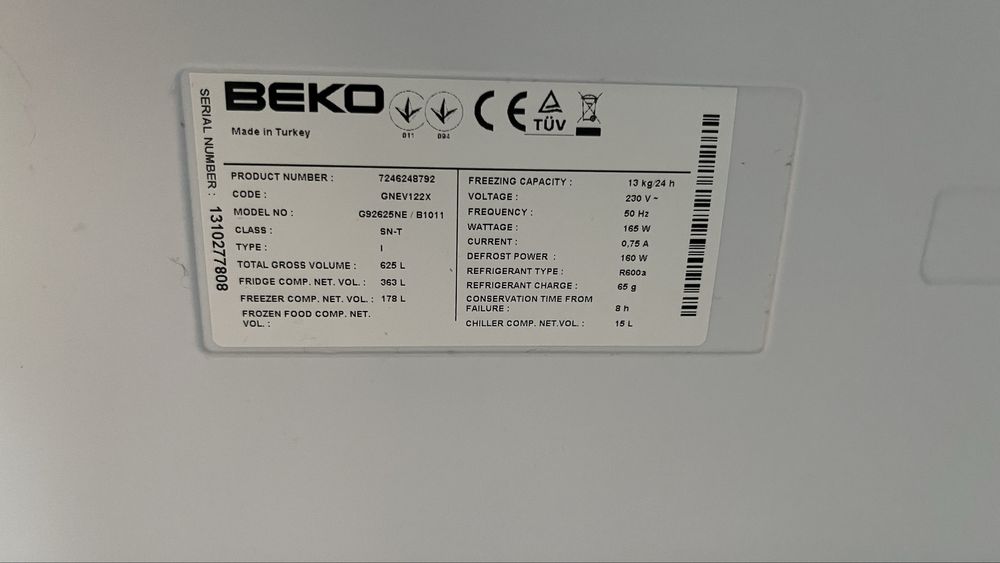 BEKO
011 094
CE
TÜV
Made in Turkey
SERIAL NUMBER : 1310277808
PRODUCT NUMBER : 7246248792
CODE : GNEV122X
MODEL NO : G92625NE / B1011
CLASS : SN-T
TYPE : I
TOTAL GROSS VOLUME : 625 L
FRIDGE COMP. NET. VOL. : 363 L
FREEZER COMP. NET. VOL. : 178 L
FROZEN FOOD COMP. NET.
VOL. :
FREEZING CAPACITY : 13 kg/24 h
VOLTAGE : 230 V ~
FREQUENCY : 50 Hz
WATTAGE : 165 W
CURRENT : 0,75 A
DEFROST POWER : 160 W
REFRIGERANT TYPE : R600a
REFRIGERANT CHARGE : 65 g
CONSERVATION TIME FROM
FAILURE : 8 h
CHILLER COMP. NET.VOL. : 15 L